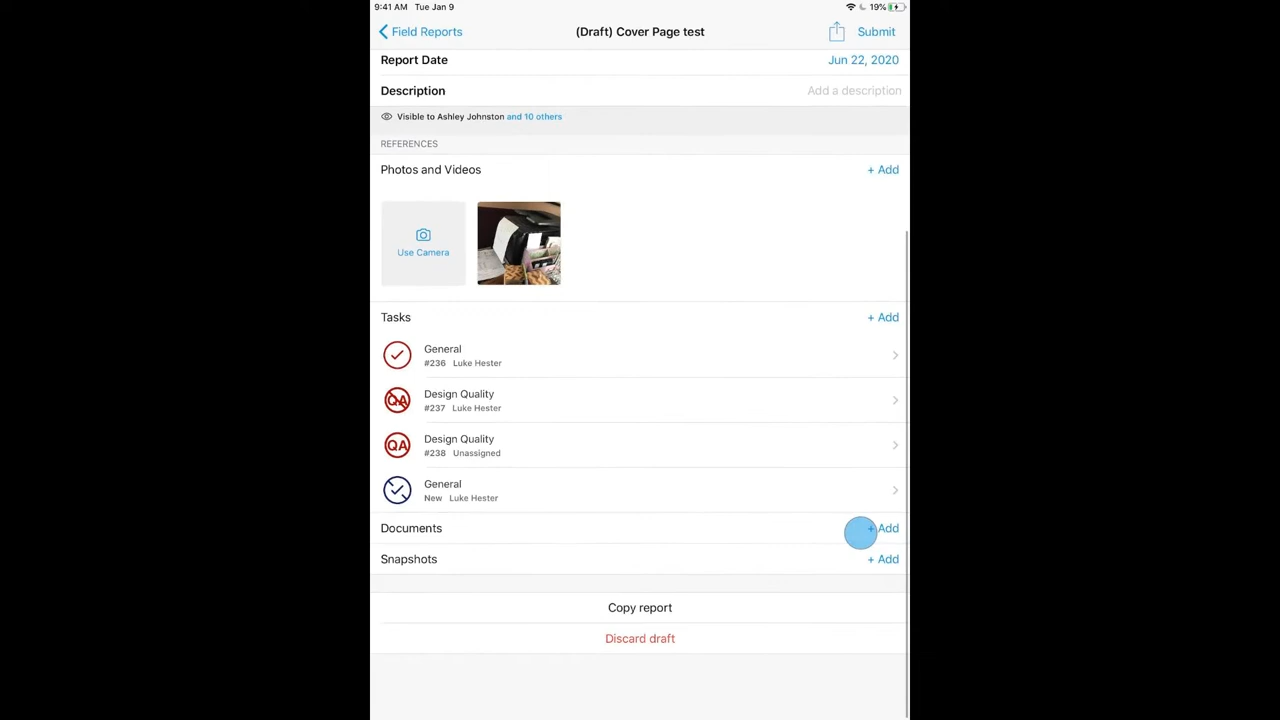 9:41 AM Tue Jan 9 19%
Field Reports (Draft) Cover Page test Submit
Report Date Jun 22, 2020
Description Add a description
Visible to Ashley Johnston and 10 others
REFERENCES
Photos and Videos + Add
Use Camera
Tasks + Add
General
#236 Luke Hester
QA Design Quality
#237 Luke Hester
QA Design Quality
#238 Unassigned
General
New Luke Hester
Documents + Add
Snapshots + Add
Copy report
Discard draft